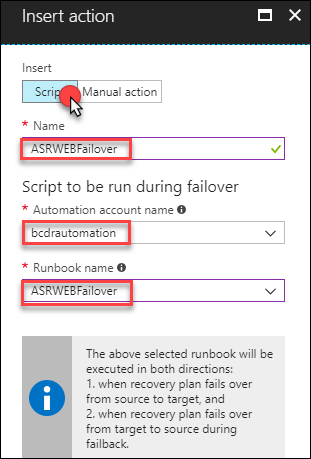 Insert action
Insert
Script
Manual action
* Name
ASRWEBFailover
Script to be run during failover
* Automation account name
bcdrautomation
* Runbook name
ASRWEBFailover
The above selected runbook will be
executed in both directions:
1. when recovery plan fails over
from source to target, and
2. when recovery plan fails over
from target to source during
failback.